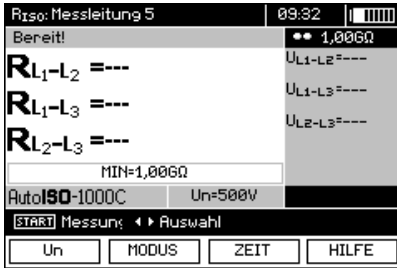 RISO: Messleitung 5 09:32
Bereit! •• 1,00GΩ
RL1-L2 =---
RL1-L3 =---
RL2-L3 =---
UL1-L2=---
UL1-L3=---
UL2-L3=---
MIN=1,00GΩ
AutoISO-1000C Un=500V
START Messung ◂ ▸ Auswahl
Un MODUS ZEIT HILFE